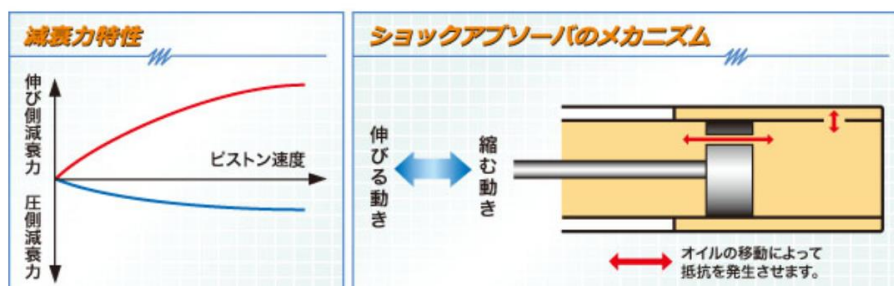 減衰力特性
伸び側減衰力
ピストン速度
圧側減衰力
ショックアブソーバのメカニズム
伸びる動き
縮む動き
オイルの移動によって
抵抗を発生させます。